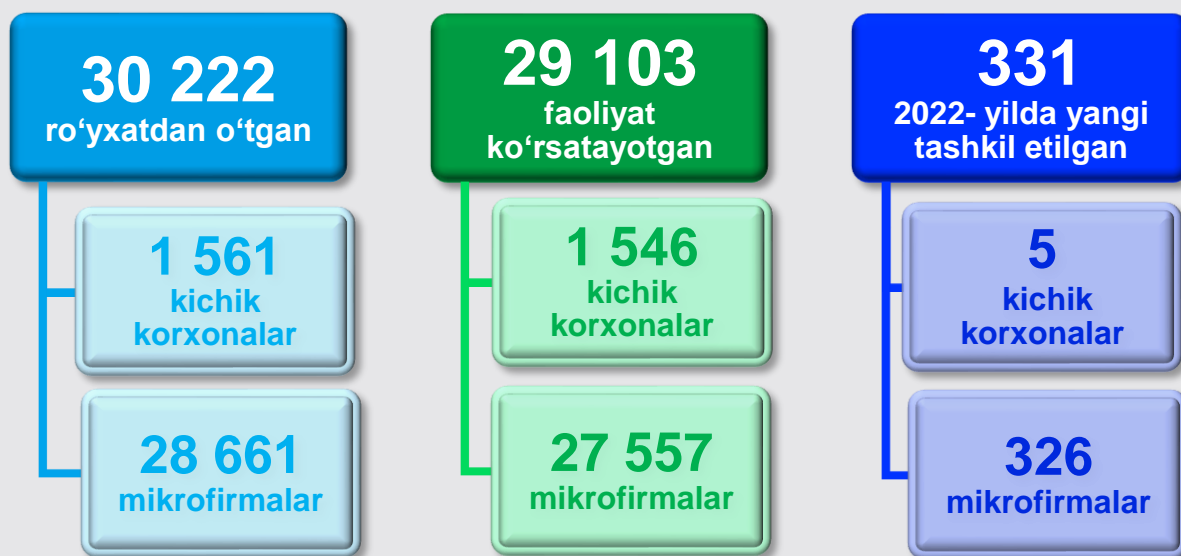 30 222
ro‘yxatdan o‘tgan
1 561
kichik
korxonalar
28 661
mikrofirmalar
29 103
faoliyat
ko‘rsatayotgan
1 546
kichik
korxonalar
27 557
mikrofirmalar
331
2022- yilda yangi
tashkil etilgan
5
kichik
korxonalar
326
mikrofirmalar